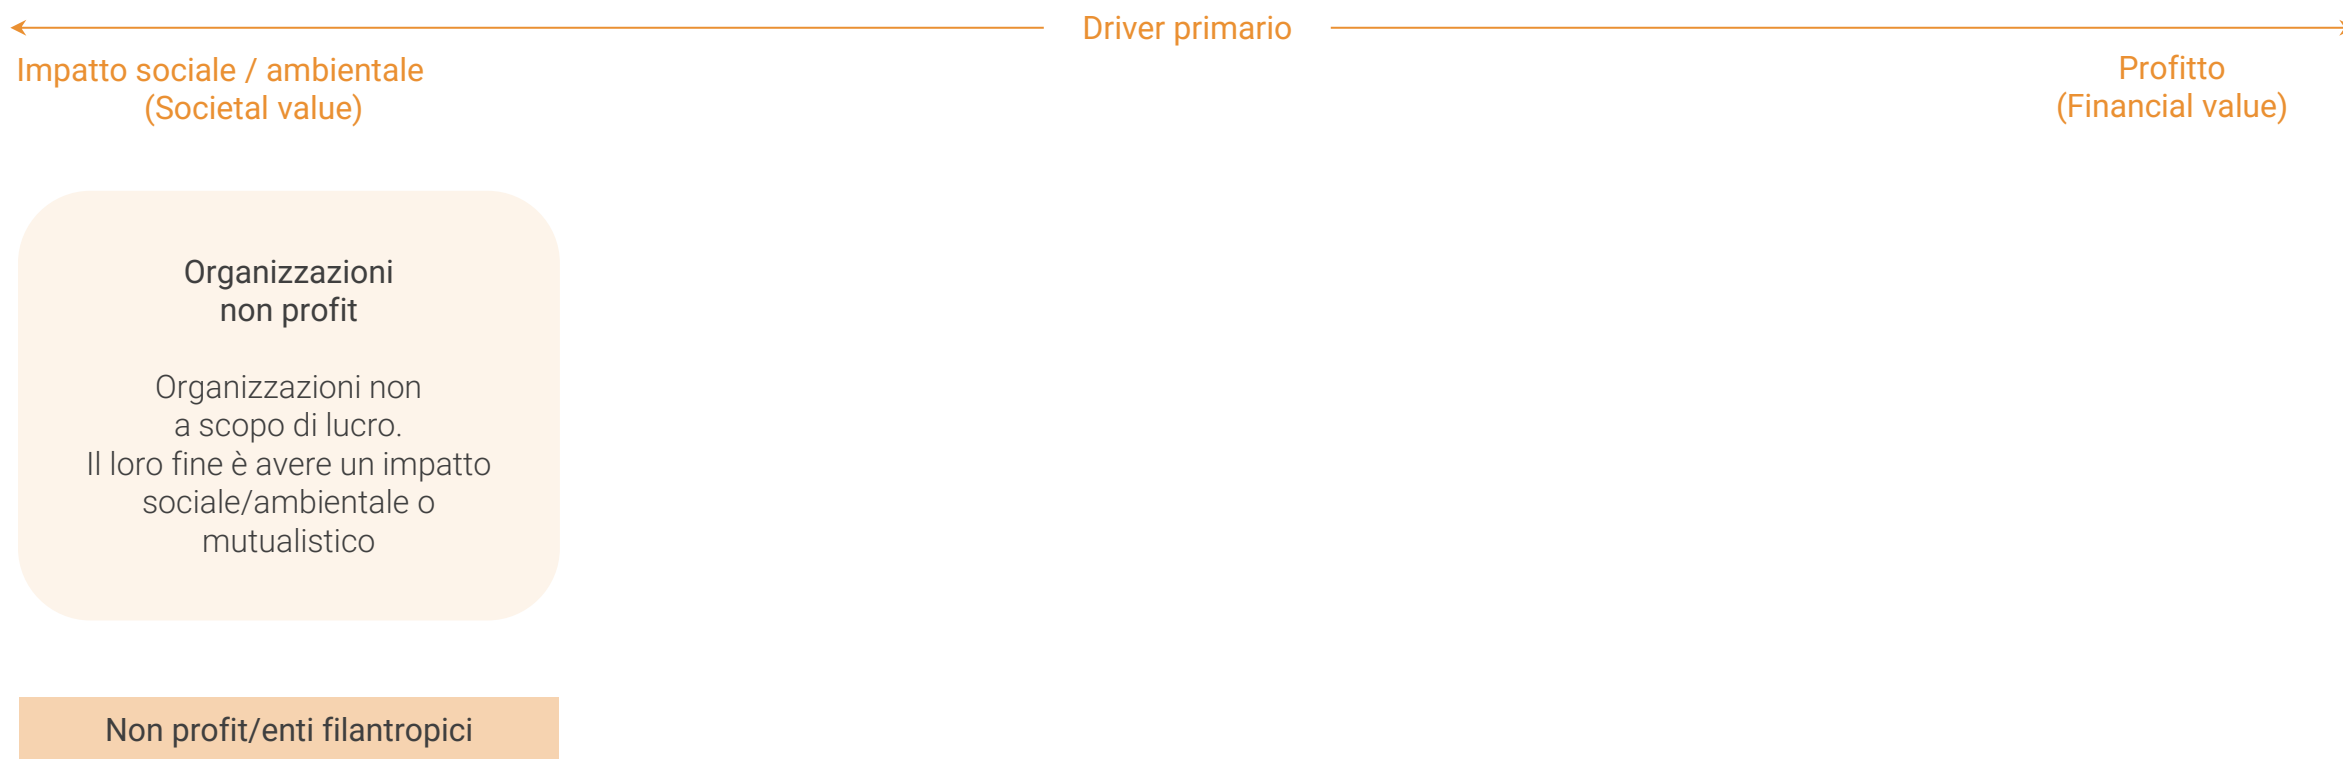 Driver primario
Impatto sociale / ambientale
(Societal value)
Profitto
(Financial value)
Organizzazioni
non profit
Organizzazioni non
a scopo di lucro.
Il loro fine è avere un impatto
sociale/ambientale o
mutualistico
Non profit/enti filantropici